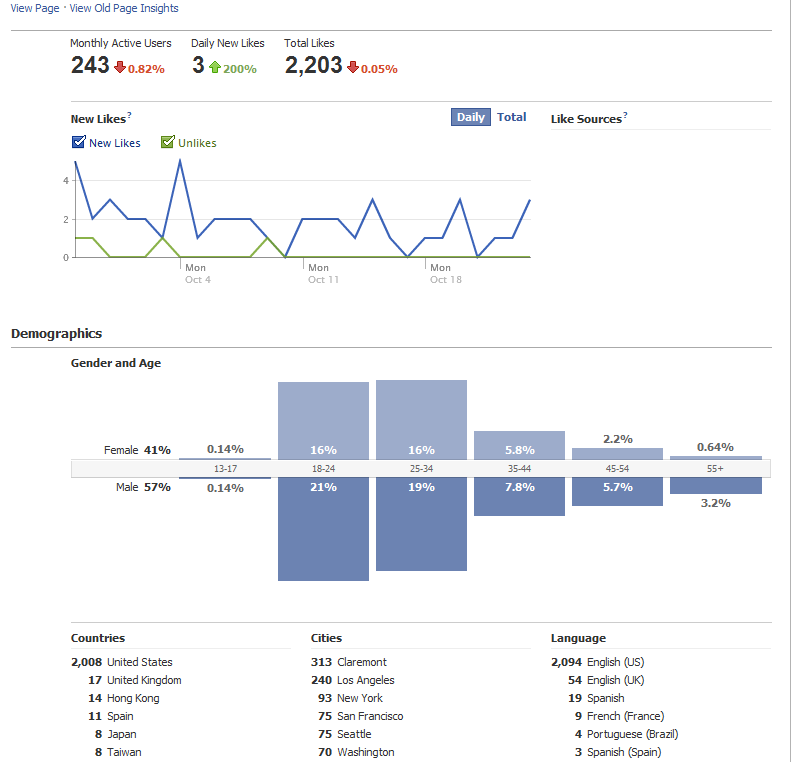 View Page · View Old Page Insights
Monthly Active Users Daily New Likes Total Likes
243 0.82% 3 200% 2,203 0.05%
New Likes? Daily Total Like Sources?
New Likes Unlikes
4
2
0
Mon Mon Mon
Oct 4 Oct 11 Oct 18
Demographics
Gender and Age
Female 41% 0.14% 16% 16% 5.8% 2.2% 0.64%
13-17 18-24 25-34 35-44 45-54 55+
Male 57% 0.14% 21% 19% 7.8% 5.7% 3.2%
Countries Cities Language
2,008 United States 313 Claremont 2,094 English (US)
17 United Kingdom 240 Los Angeles 54 English (UK)
14 Hong Kong 93 New York 19 Spanish
11 Spain 75 San Francisco 9 French (France)
8 Japan 75 Seattle 4 Portuguese (Brazil)
8 Taiwan 70 Washington 3 Spanish (Spain)